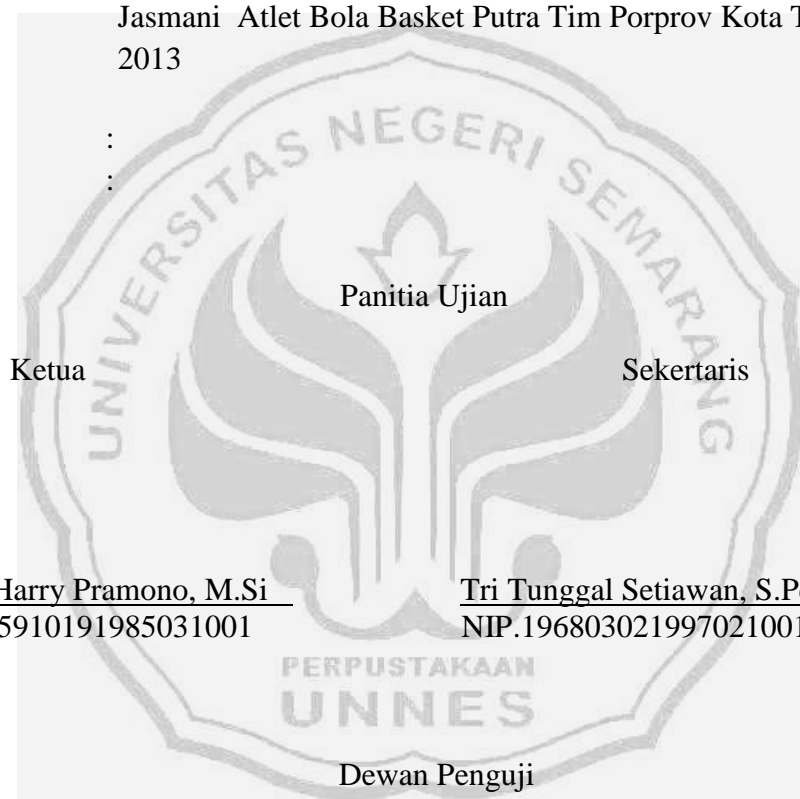 Jasmani Atlet Bola Basket Putra Tim Porprov Kota
2013
:
:
UNIVERSITAS NEGERI SEMARANG
Panitia Ujian
Ketua Sekertaris
Harry Pramono, M.Si Tri Tunggal Setiawan,
5910191985031001 NIP.196803021997021001
PERPUSTAKAAN
UNNES
Dewan Penguji